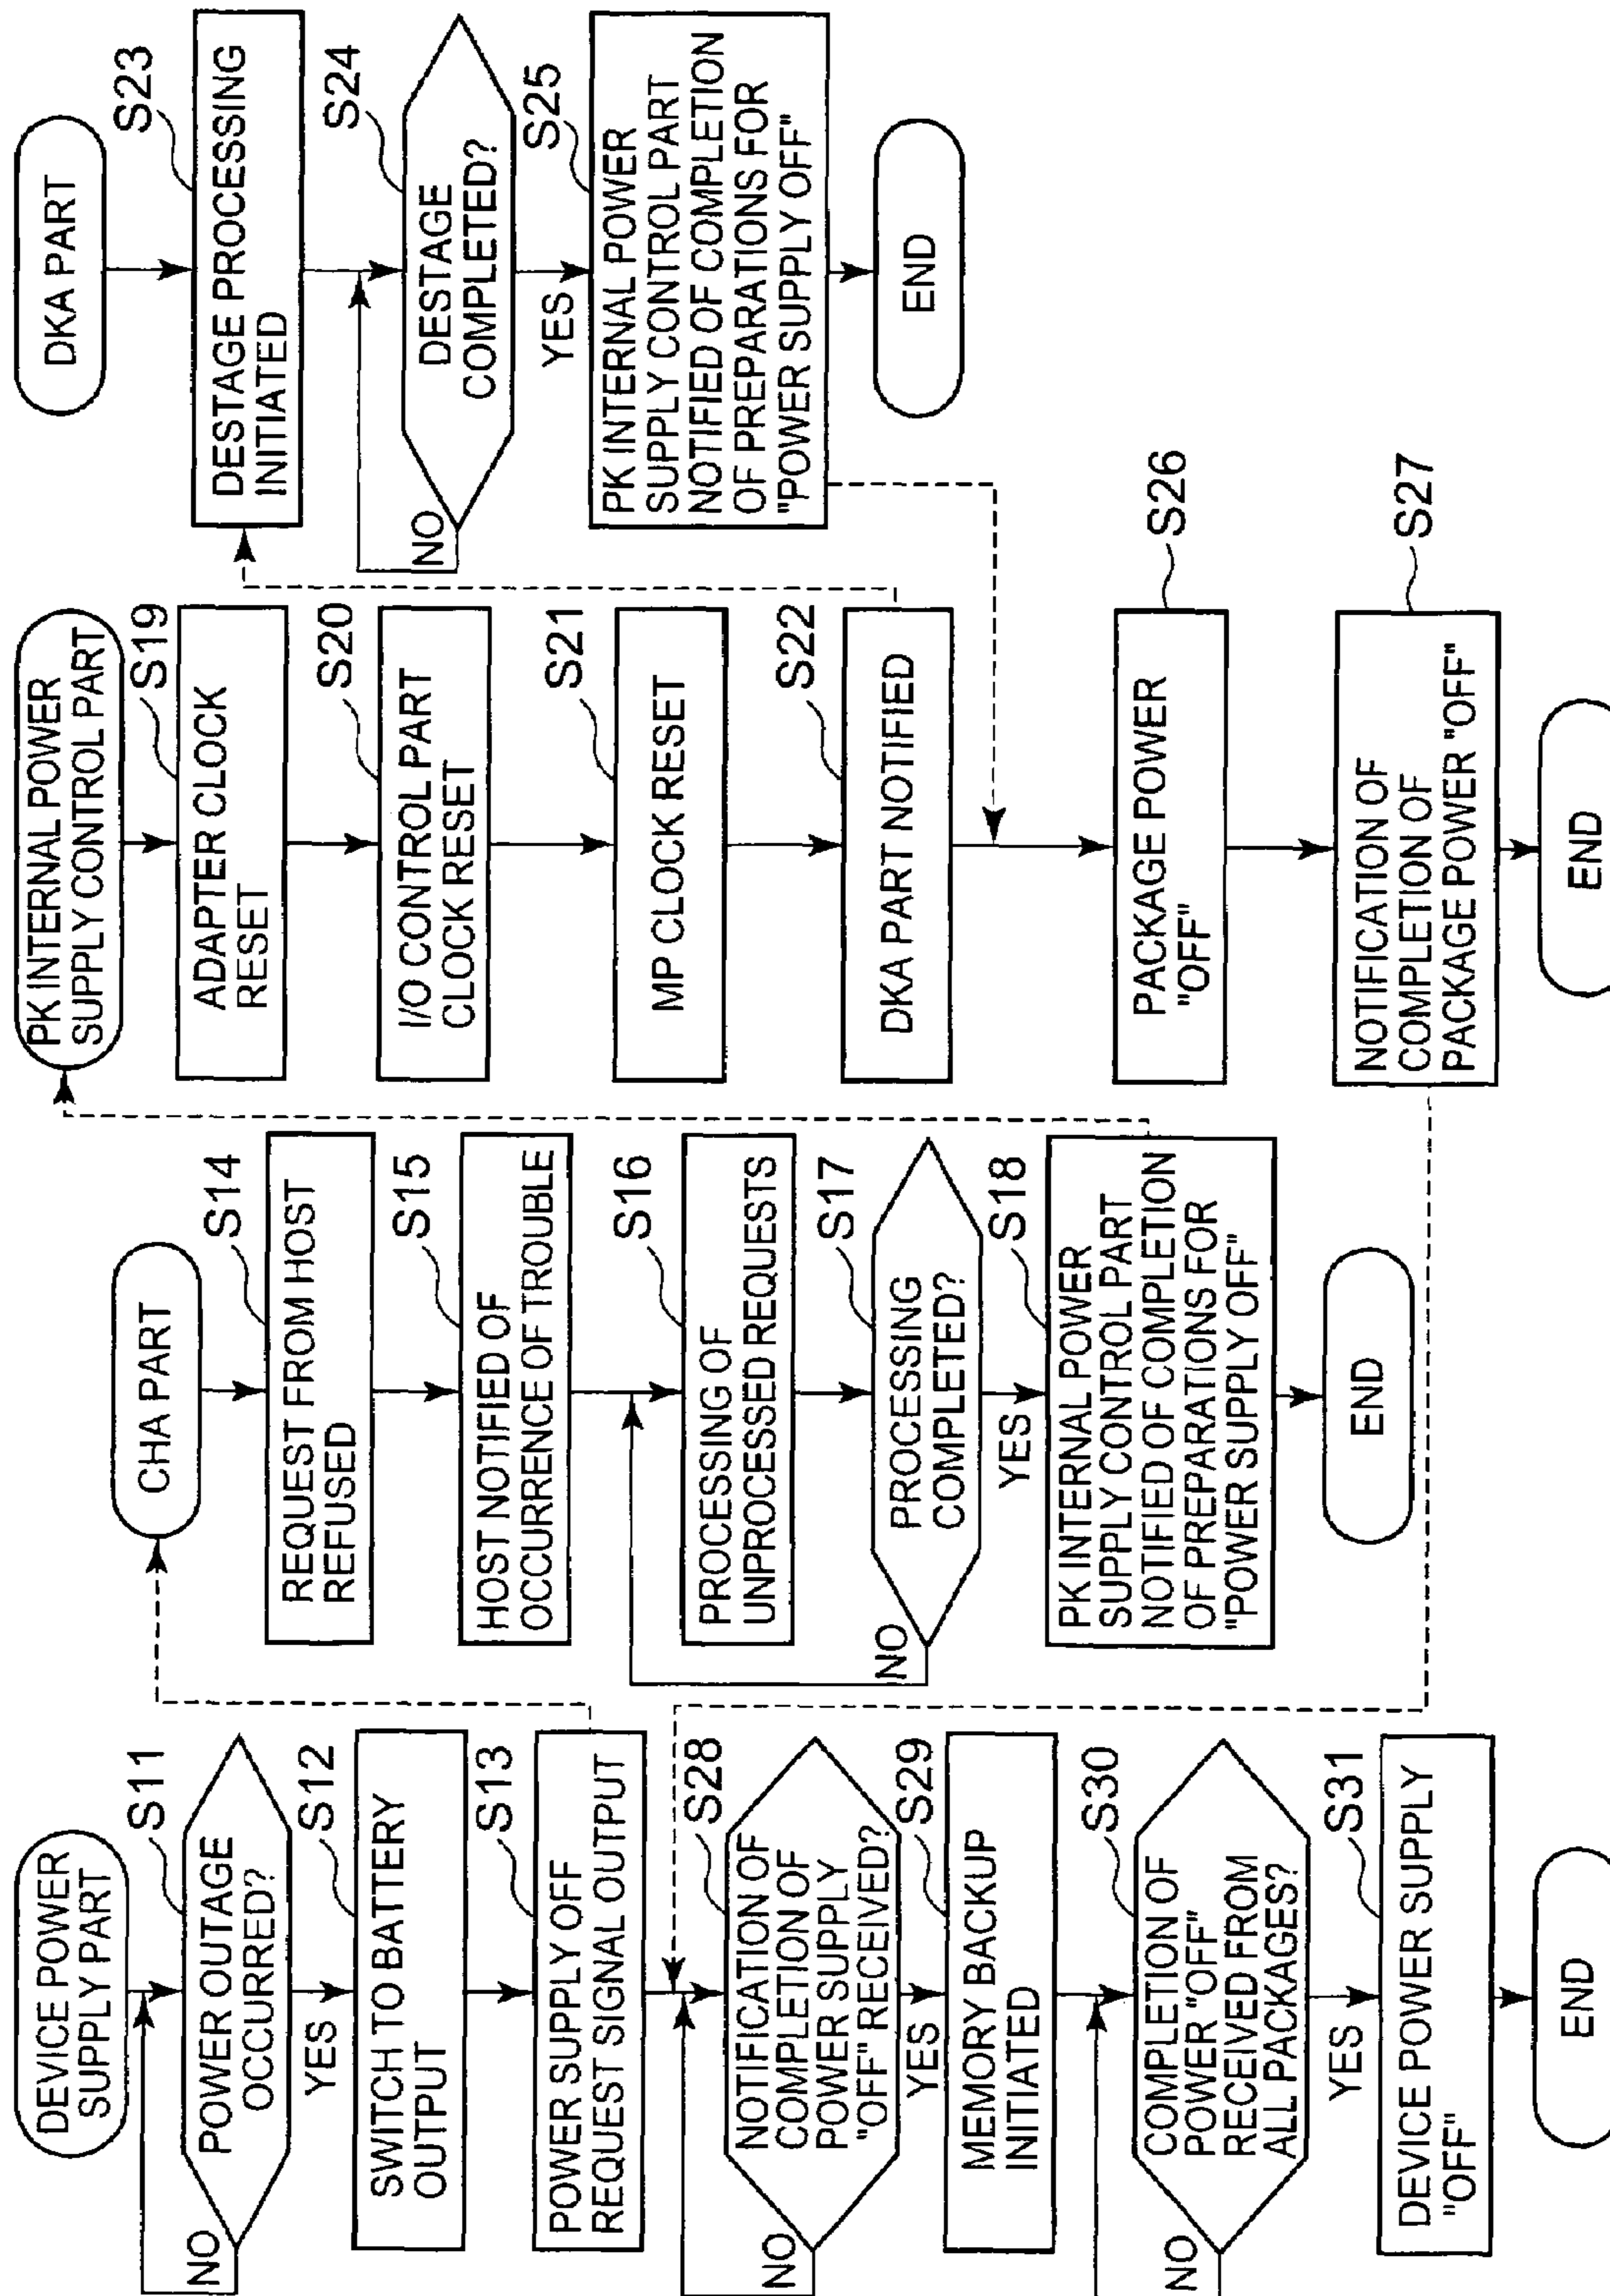 DEVICE POWER
SUPPLY PART
S11
POWER OUTAGE
OCCURRED?
NO
YES
S12
SWITCH TO BATTERY
OUTPUT
S13
POWER SUPPLY OFF
REQUEST SIGNAL OUTPUT
S28
NOTIFICATION OF
COMPLETION OF
POWER SUPPLY
"OFF" RECEIVED?
NO
YES
S29
MEMORY BACKUP
INITIATED
S30
COMPLETION OF
POWER "OFF"
RECEIVED FROM
ALL PACKAGES?
NO
YES
S31
DEVICE POWER SUPPLY
"OFF"
END
CHA PART
S14
REQUEST FROM HOST
REFUSED
S15
HOST NOTIFIED OF
OCCURRENCE OF TROUBLE
S16
PROCESSING OF
UNPROCESSED REQUESTS
S17
PROCESSING
COMPLETED?
NO
YES
S18
PK INTERNAL POWER
SUPPLY CONTROL PART
NOTIFIED OF COMPLETION
OF PREPARATIONS FOR
"POWER SUPPLY OFF"
END
PK INTERNAL POWER
SUPPLY CONTROL PART
S19
ADAPTER CLOCK
RESET
S20
I/O CONTROL PART
CLOCK RESET
S21
MP CLOCK RESET
S22
DKA PART NOTIFIED
S26
PACKAGE POWER
"OFF"
S27
NOTIFICATION OF
COMPLETION OF
PACKAGE POWER "OFF"
END
DKA PART
S23
DESTAGE PROCESSING
INITIATED
S24
DESTAGE
COMPLETED?
NO
YES
S25
PK INTERNAL POWER
SUPPLY CONTROL PART
NOTIFIED OF COMPLETION
OF PREPARATIONS FOR
"POWER SUPPLY OFF"
END